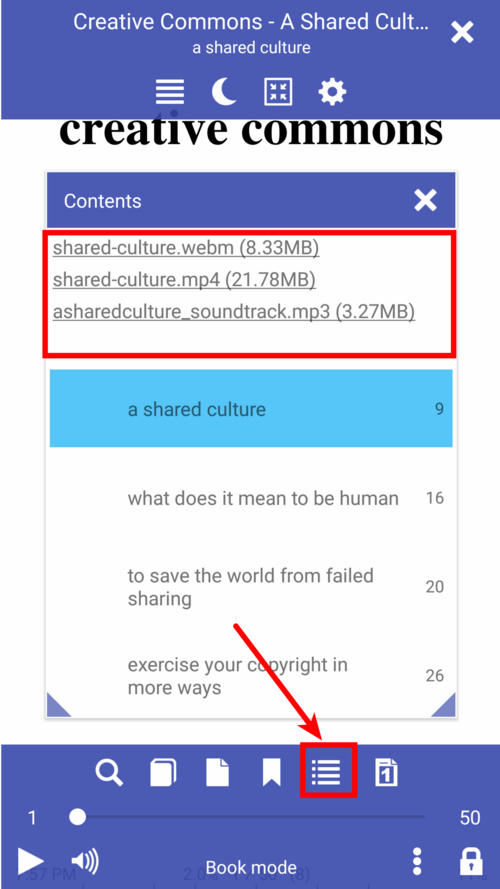 Creative Commons - A Shared Cult...
a shared culture
creative commons
Contents
shared-culture.webm (8.33MB)
shared-culture.mp4 (21.78MB)
asharedculture_soundtrack.mp3 (3.27MB)
a shared culture 9
what does it mean to be human 16
to save the world from failed
sharing 20
exercise your copyright in
more ways 26
1
1 50
Book mode